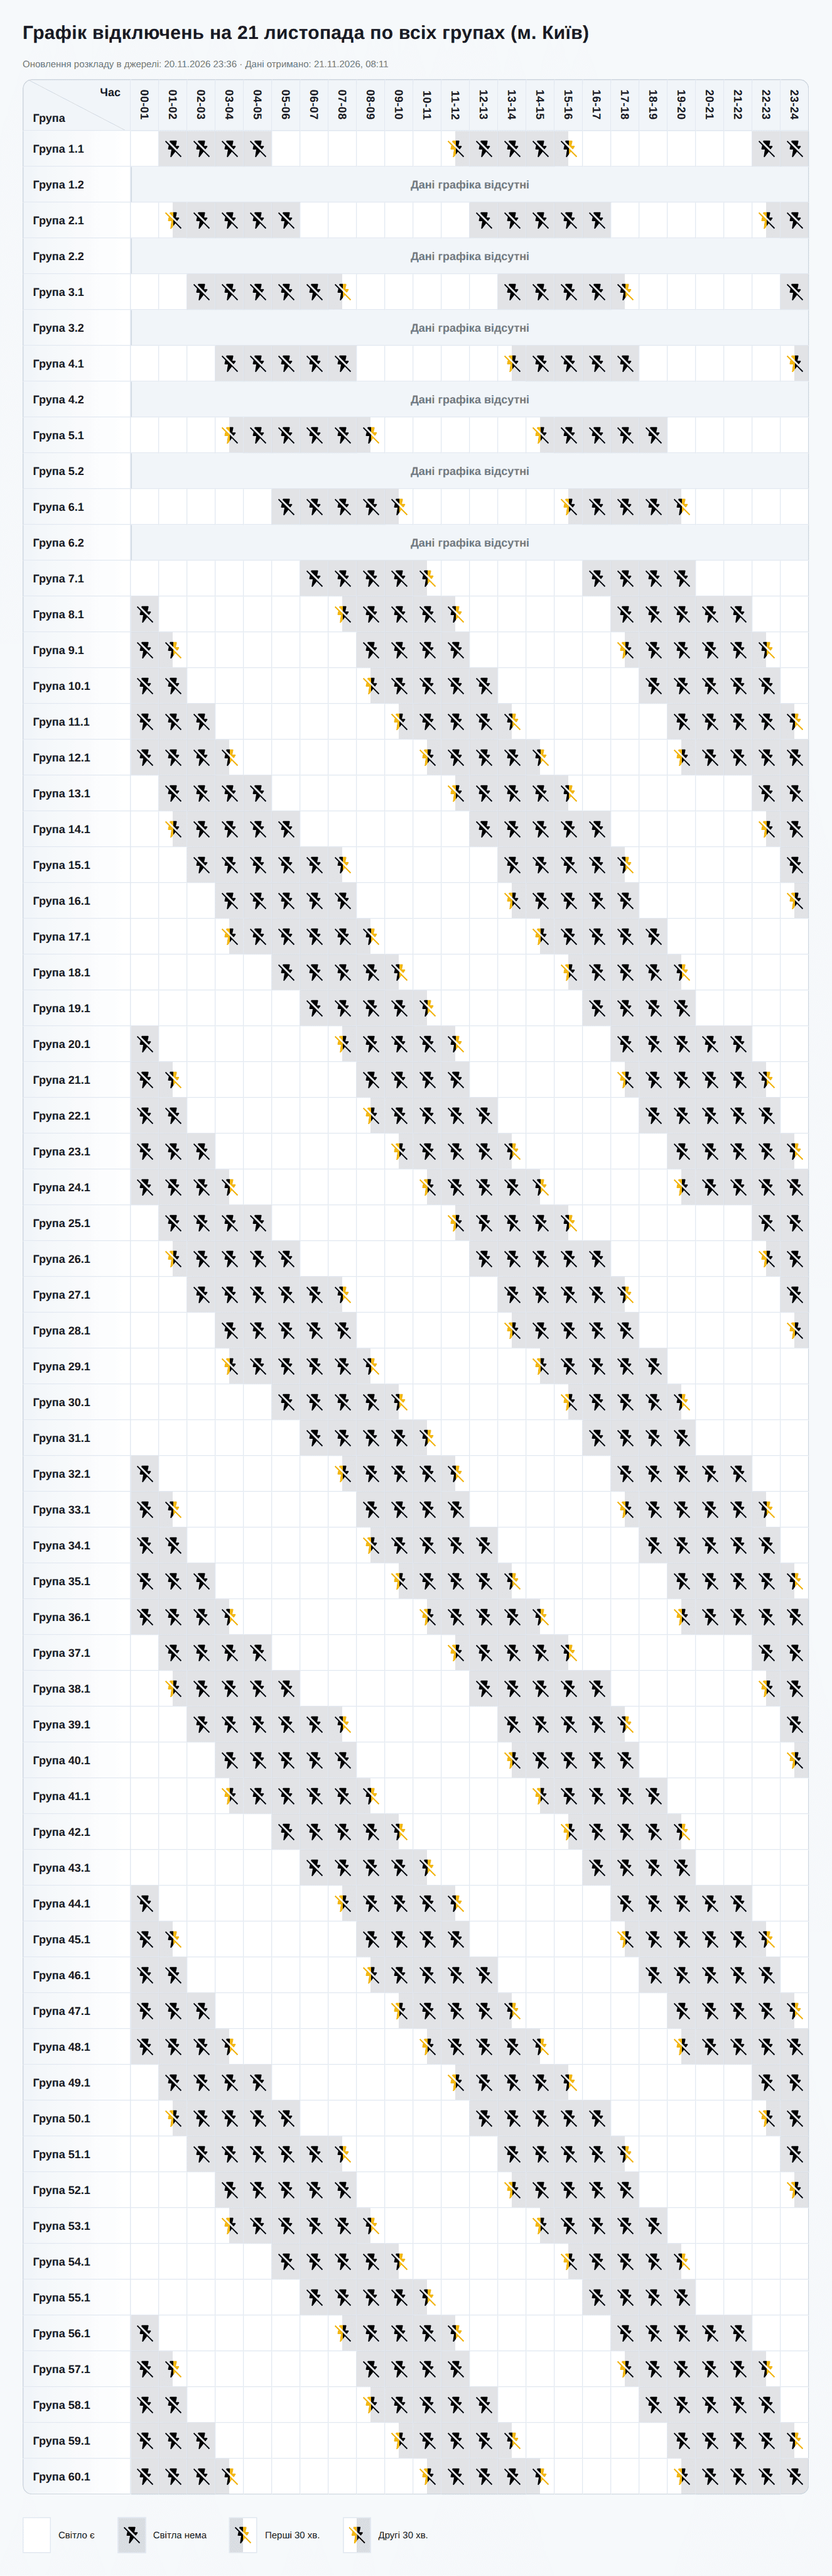 Графік відключень на 21 листопада по всіх групах (м. Київ)
Оновлення розкладу в джерелі: 20.11.2026 23:36 · Дані отримано: 21.11.2026, 08:11
Час
Група
00-01 01-02 02-03 03-04 04-05 05-06 06-07 07-08 08-09 09-10 10-11 11-12 12-13 13-14 14-15 15-16 16-17 17-18 18-19 19-20 20-21 21-22 22-23 23-24
Група 1.1
Група 1.2 Дані графіка відсутні
Група 2.1
Група 2.2 Дані графіка відсутні
Група 3.1
Група 3.2 Дані графіка відсутні
Група 4.1
Група 4.2 Дані графіка відсутні
Група 5.1
Група 5.2 Дані графіка відсутні
Група 6.1
Група 6.2 Дані графіка відсутні
Група 7.1
Група 8.1
Група 9.1
Група 10.1
Група 11.1
Група 12.1
Група 13.1
Група 14.1
Група 15.1
Група 16.1
Група 17.1
Група 18.1
Група 19.1
Група 20.1
Група 21.1
Група 22.1
Група 23.1
Група 24.1
Група 25.1
Група 26.1
Група 27.1
Група 28.1
Група 29.1
Група 30.1
Група 31.1
Група 32.1
Група 33.1
Група 34.1
Група 35.1
Група 36.1
Група 37.1
Група 38.1
Група 39.1
Група 40.1
Група 41.1
Група 42.1
Група 43.1
Група 44.1
Група 45.1
Група 46.1
Група 47.1
Група 48.1
Група 49.1
Група 50.1
Група 51.1
Група 52.1
Група 53.1
Група 54.1
Група 55.1
Група 56.1
Група 57.1
Група 58.1
Група 59.1
Група 60.1
Світло є Світла нема Перші 30 хв. Другі 30 хв.